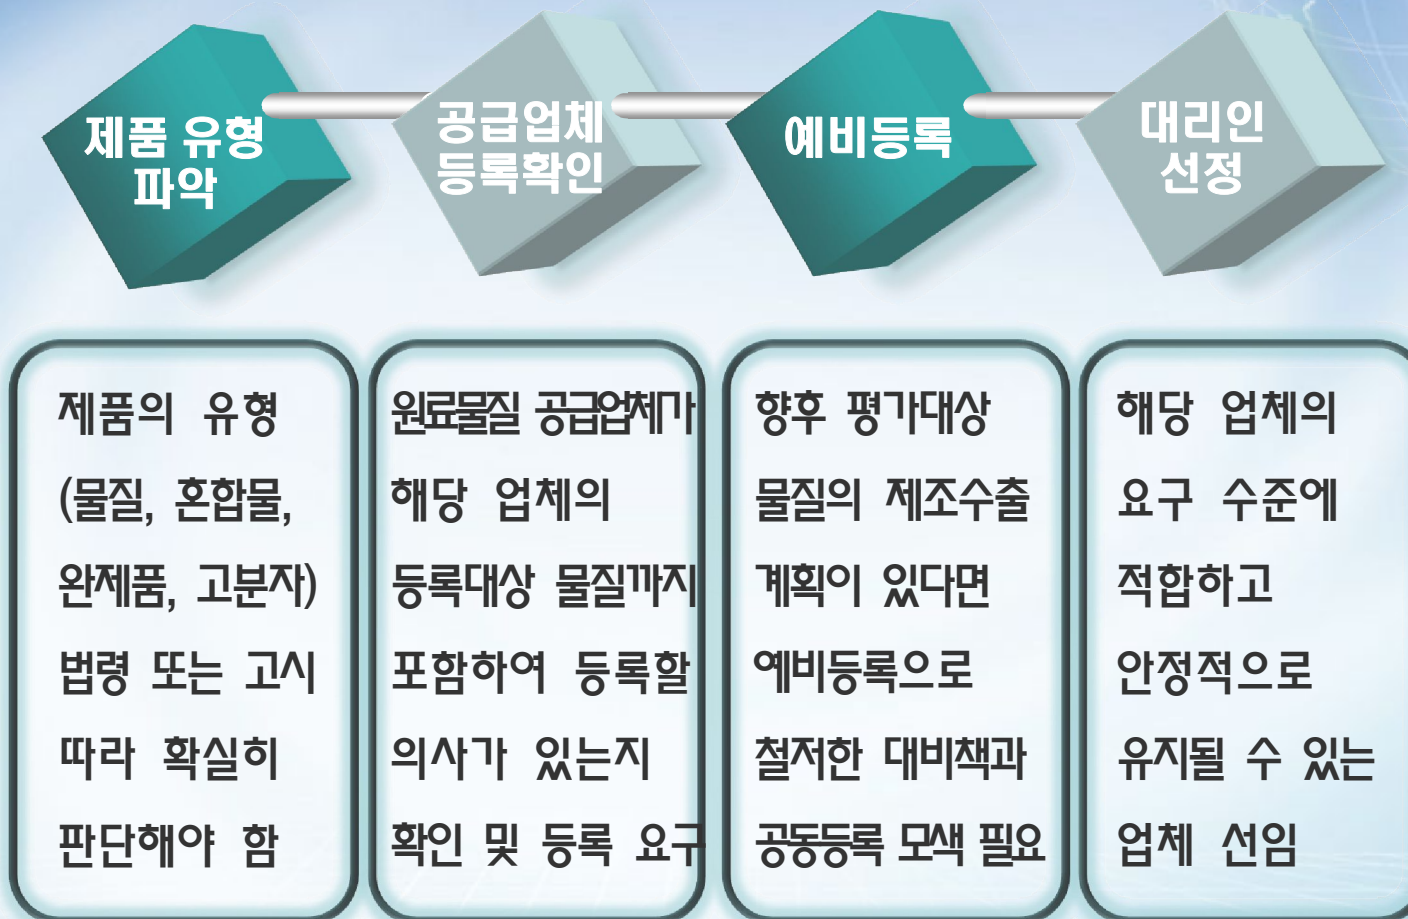 제품 유형
파악
공급업체
등록확인
예비등록
대리인
선정
제품의 유형
(물질, 혼합물,
완제품, 고분자)
법령 또는 고시
따라 확실히
판단해야 함
원료물질 공급업체가
해당 업체의
등록대상 물질까지
포함하여 등록할
의사가 있는지
확인 및 등록 요구
향후 평가대상
물질의 제조수출
계획이 있다면
예비등록으로
철저한 대비책과
공동등록 모색 필요
해당 업체의
요구 수준에
적합하고
안정적으로
유지될 수 있는
업체 선임